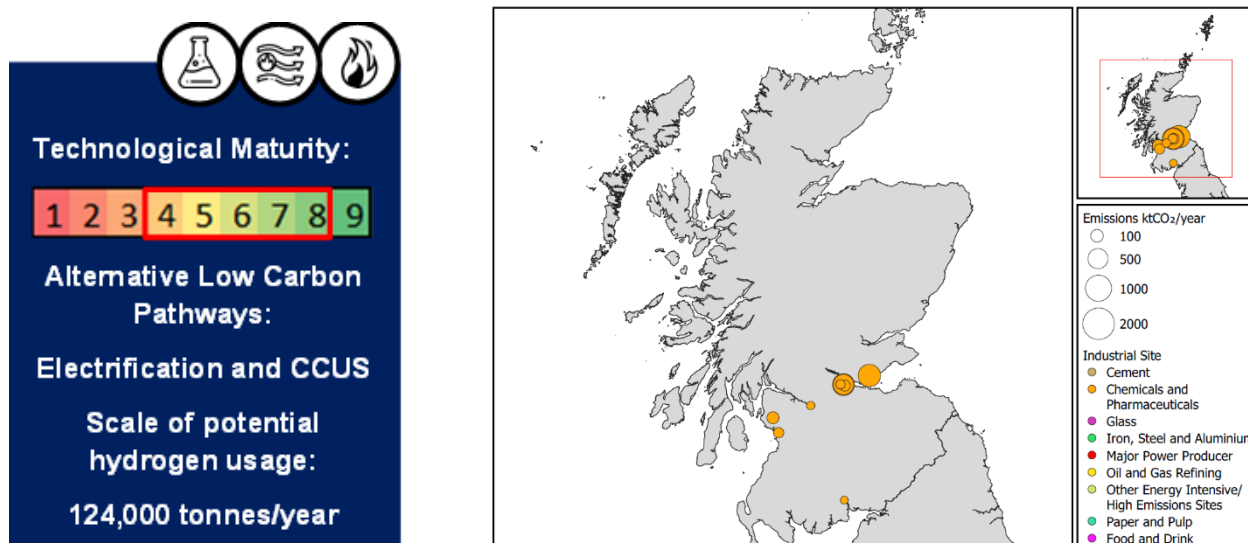 Technological Maturity:
1 2 3 4 5 6 7 8 9
Alternative Low Carbon
Pathways:
Electrification and CCUS
Scale of potential
hydrogen usage:
124,000 tonnes/year
Emissions ktCO₂/year
100
500
1000
2000
Industrial Site
Cement
Chemicals and
Pharmaceuticals
Glass
Iron, Steel and Aluminium
Major Power Producer
Oil and Gas Refining
Other Energy Intensive/
High Emissions Sites
Paper and Pulp
Food and Drink